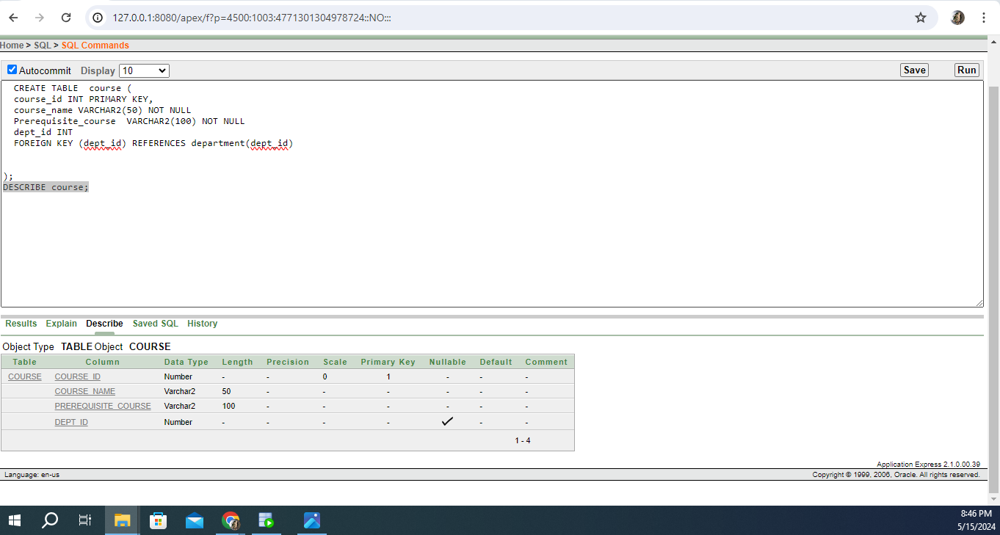 127.0.0.1:8080/apex/f?p=4500:1003:4771301304978724::NO:::
Home > SQL > SQL Commands
Autocommit Display 10 Save Run
CREATE TABLE  course (
course_id INT PRIMARY KEY,
course_name VARCHAR2(50) NOT NULL
Prerequisite_course  VARCHAR2(100) NOT NULL
dept_id INT
FOREIGN KEY (dept_id) REFERENCES department(dept_id)
);
DESCRIBE course;
Results Explain Describe Saved SQL History
Object Type TABLE Object COURSE
Table Column Data Type Length Precision Scale Primary Key Nullable Default Comment
COURSE COURSE_ID Number - - 0 1 - - -
COURSE_NAME Varchar2 50 - - - - - -
PREREQUISITE_COURSE Varchar2 100 - - - - - -
DEPT_ID Number - - - - ✓ - -
1 - 4
Application Express 2.1.0.00.39
Language: en-us Copyright © 1999, 2006, Oracle. All rights reserved.
8:46 PM
5/15/2024